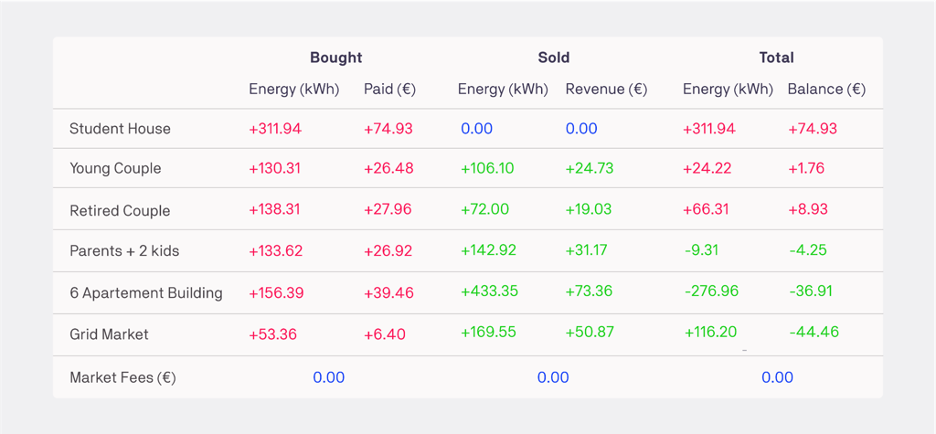 Bought Sold Total
Energy (kWh) Paid (€) Energy (kWh) Revenue (€) Energy (kWh) Balance (€)
Student House +311.94 +74.93 0.00 0.00 +311.94 +74.93
Young Couple +130.31 +26.48 +106.10 +24.73 +24.22 +1.76
Retired Couple +138.31 +27.96 +72.00 +19.03 +66.31 +8.93
Parents + 2 kids +133.62 +26.92 +142.92 +31.17 -9.31 -4.25
6 Apartement Building +156.39 +39.46 +433.35 +73.36 -276.96 -36.91
Grid Market +53.36 +6.40 +169.55 +50.87 +116.20 -44.46
Market Fees (€) 0.00 0.00 0.00